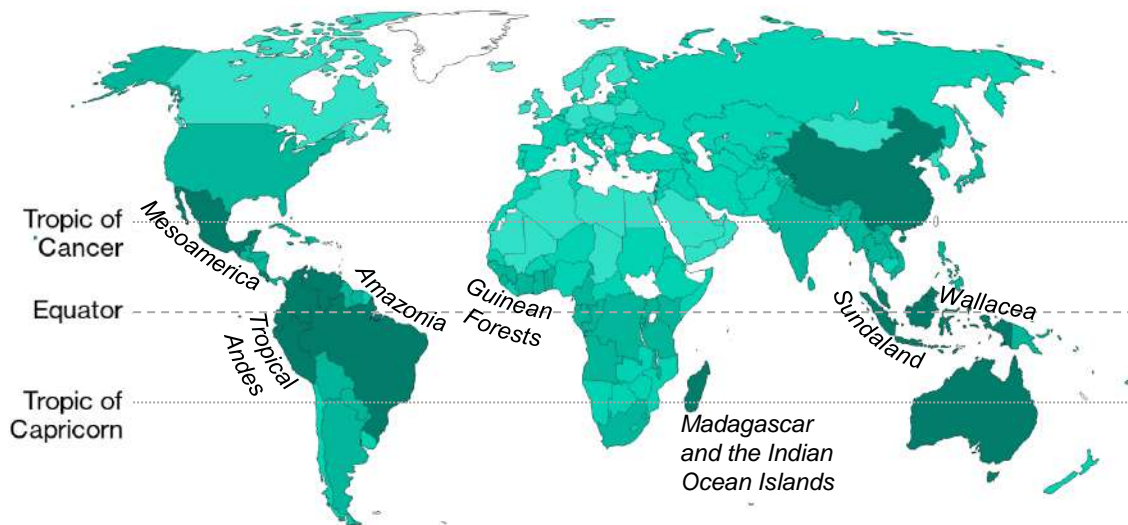 Tropic of
Cancer
Mesoamerica
Equator
Amazonia
Tropical
Andes
Guinean
Forests
Sundaland
Wallacea
Tropic of
Capricorn
Madagascar
and the Indian
Ocean Islands